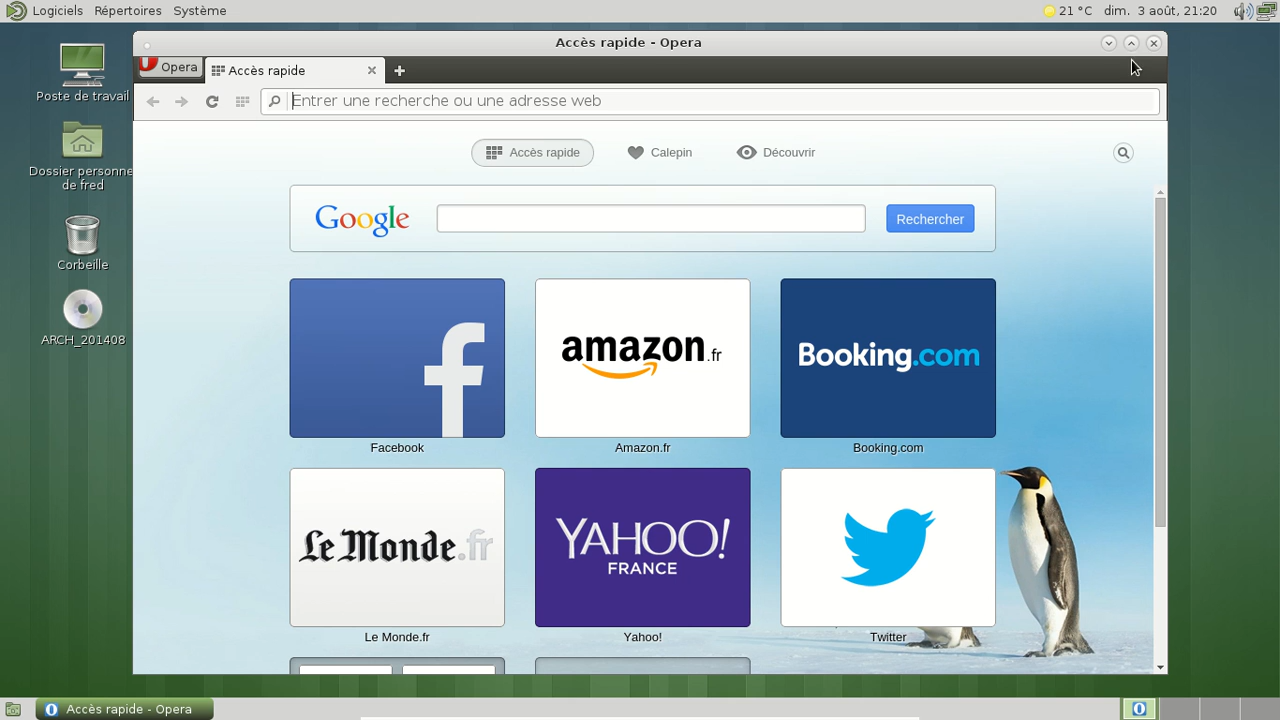 Logiciels Répertoires Système 21 °C dim. 3 août, 21:20
Accès rapide - Opera
Opera Accès rapide
Entrer une recherche ou une adresse web
Poste de travail
Dossier personne
de fred
Corbeille
ARCH_201408
Accès rapide Calepin Découvrir
Google Rechercher
f
amazon.fr
Booking.com
Facebook Amazon.fr Booking.com
Le Monde.fr
YAHOO!
FRANCE
Le Monde.fr Yahoo! Twitter
Accès rapide - Opera